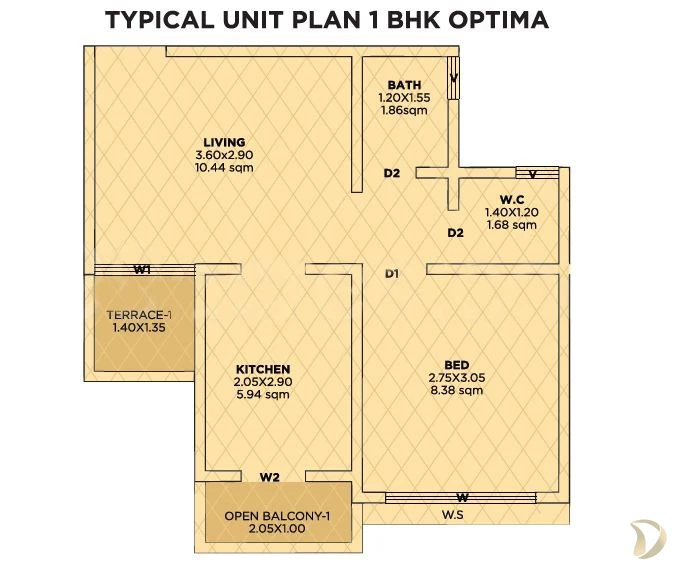 TYPICAL UNIT PLAN 1 BHK OPTIMA
BATH
1.20X1.55
1.86sqm
V
LIVING
3.60x2.90
10.44 sqm
D2
V
W.C
1.40X1.20
1.68 sqm
D2
W1
D1
TERRACE-1
1.40X1.35
KITCHEN
2.05X2.90
5.94 sqm
BED
2.75X3.05
8.38 sqm
W2
W
OPEN BALCONY-1
2.05X1.00
W.S